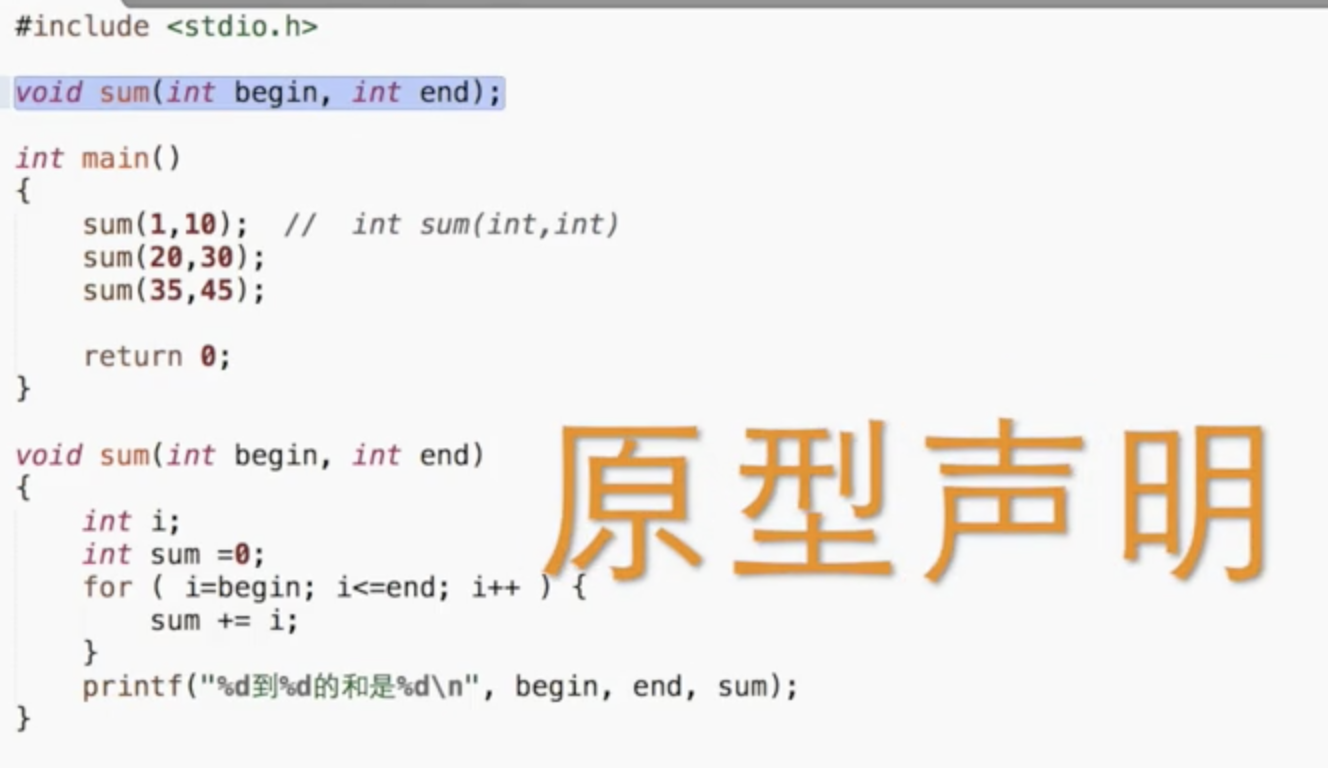 #include <stdio.h>
void sum(int begin, int end);
int main()
{
    sum(1,10);  //  int sum(int,int)
    sum(20,30);
    sum(35,45);
    return 0;
}
void sum(int begin, int end)
{
    int i;
    int sum =0;
    for ( i=begin; i<=end; i++ ) {
        sum += i;
    }
    printf("%d到%d的和是%d\n", begin, end, sum);
}
原型声明